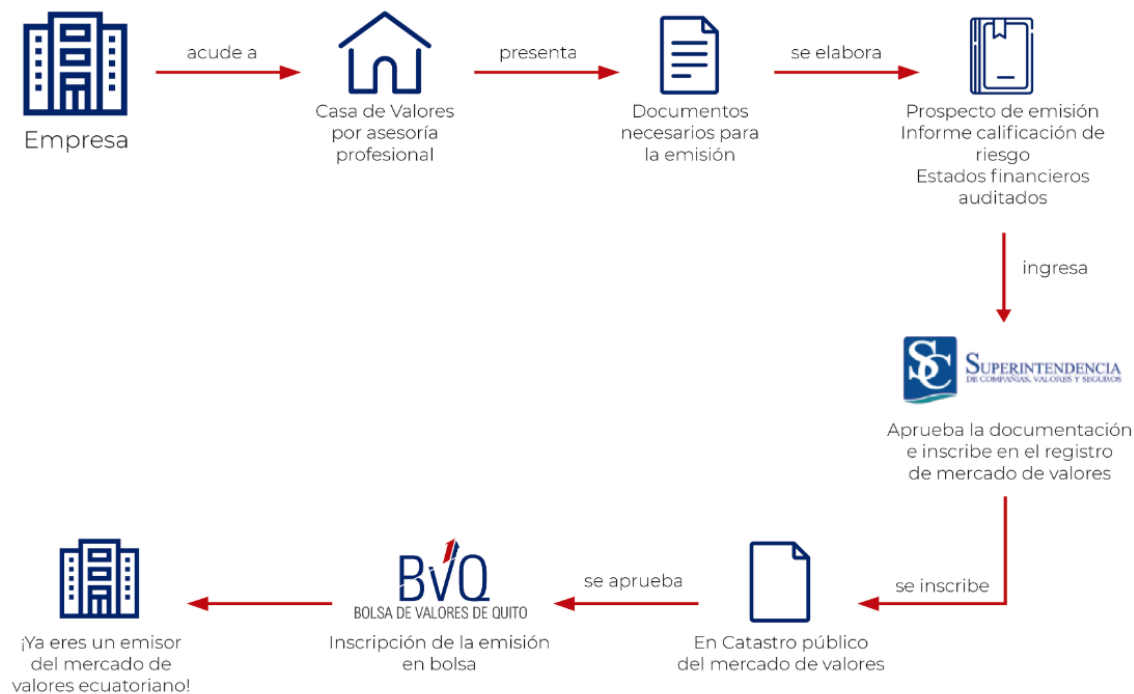 Empresa
acude a
Casa de Valores
por asesoría
profesional
presenta
Documentos
necesarios para
la emisión
se elabora
Prospecto de emisión
Informe calificación de
riesgo
Estados financieros
auditados
ingresa
SC
SUPERINTENDENCIA
DE COMPAÑÍAS, VALORES Y SEGUROS
Aprueba la documentación
e inscribe en el registro
de mercado de valores
se inscribe
En Catastro público
del mercado de valores
se aprueba
BVQ
BOLSA DE VALORES DE QUITO
Inscripción de la emisión
en bolsa
¡Ya eres un emisor
del mercado de
valores ecuatoriano!